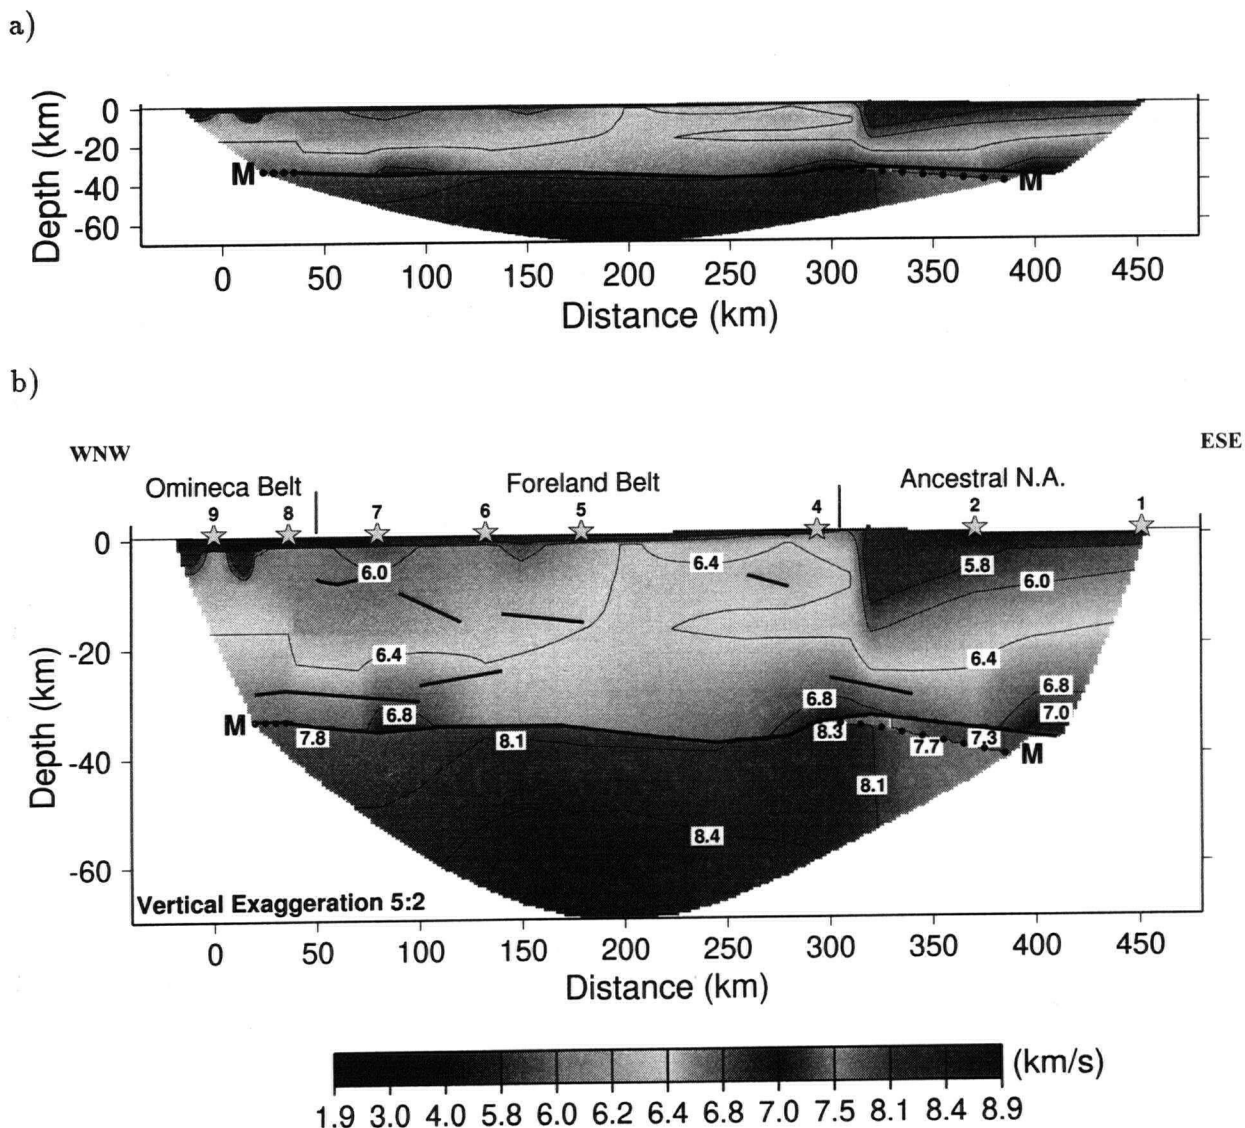 a)
Depth (km)
0
-20
-40
-60
M
M
0 50 100 150 200 250 300 350 400 450
Distance (km)
b)
WNW
ESE
Omineca Belt
Foreland Belt
Ancestral N.A.
9 8 7 6 5 4 2 1
Depth (km)
0
-20
-40
-60
6.0
6.4
5.8
6.0
6.4
6.4
6.8
6.8
6.8
7.0
M
7.8
8.1
8.3
7.7
7.3
M
8.1
8.4
Vertical Exaggeration 5:2
0 50 100 150 200 250 300 350 400 450
Distance (km)
(km/s)
1.9 3.0 4.0 5.8 6.0 6.2 6.4 6.8 7.0 7.5 8.1 8.4 8.9